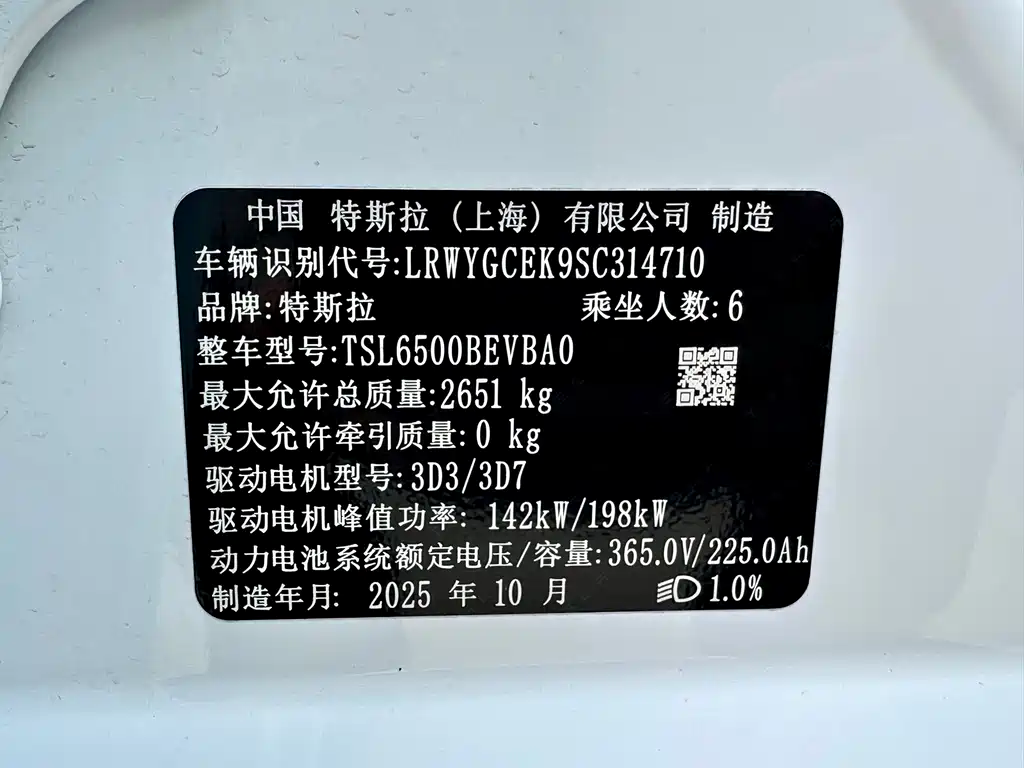 中国 特斯拉 (上海) 有限公司 制造
车辆识别代号:LRWYGCEK9SC314710
品牌:特斯拉 乘坐人数:6
整车型号:TSL6500BEVBA0
最大允许总质量:2651 kg
最大允许牵引质量:0 kg
驱动电机型号:3D3/3D7
驱动电机峰值功率: 142kW/198kW
动力电池系统额定电压/容量:365.0V/225.0Ah
制造年月: 2025 年 10 月 1.0%